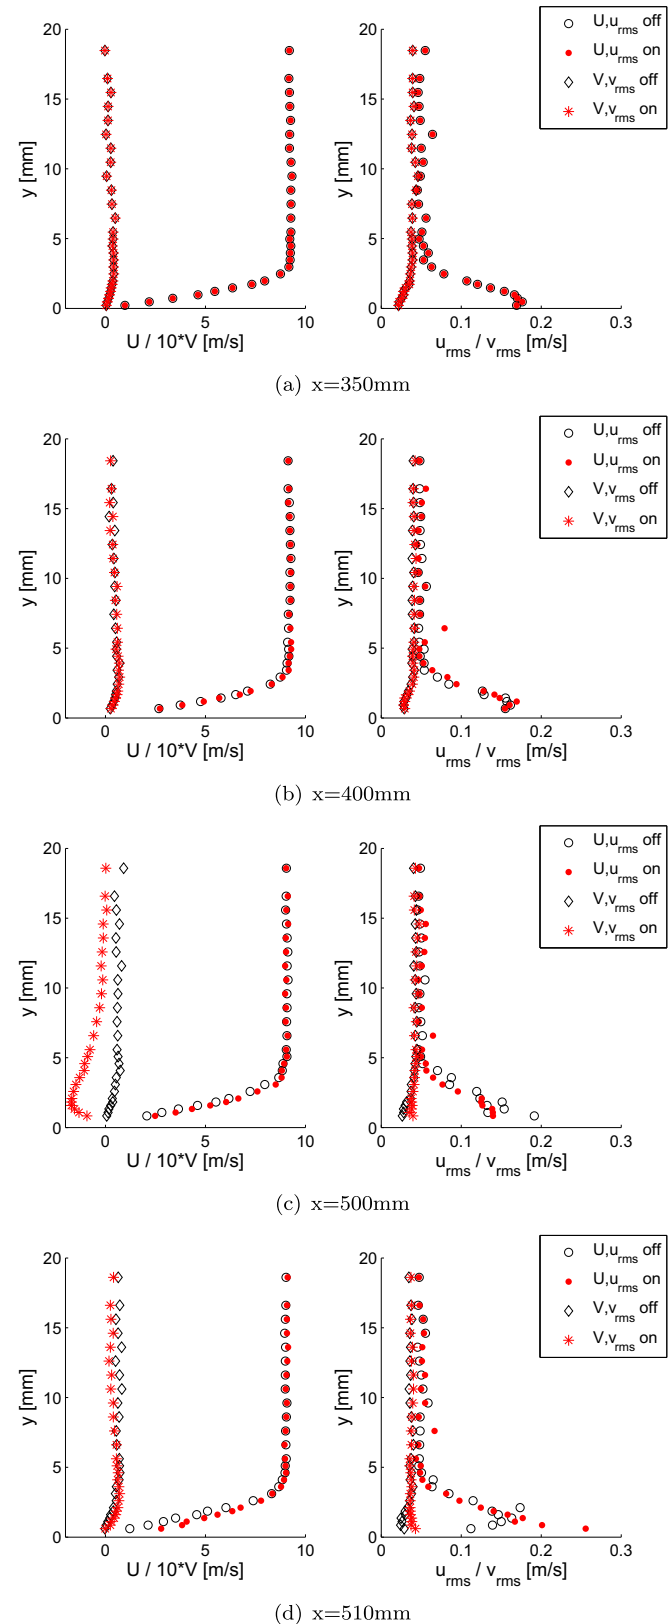 20
15
10
5
0
y [mm]
0 5 10
U / 10*V [m/s]
20
15
10
5
0
y [mm]
0 0.1 0.2 0.3
u_rms / v_rms [m/s]
U,u_rms off
U,u_rms on
V,v_rms off
V,v_rms on
(a) x=350mm
20
15
10
5
0
y [mm]
0 5 10
U / 10*V [m/s]
20
15
10
5
0
y [mm]
0 0.1 0.2 0.3
u_rms / v_rms [m/s]
U,u_rms off
U,u_rms on
V,v_rms off
V,v_rms on
(b) x=400mm
20
15
10
5
0
y [mm]
0 5 10
U / 10*V [m/s]
20
15
10
5
0
y [mm]
0 0.1 0.2 0.3
u_rms / v_rms [m/s]
U,u_rms off
U,u_rms on
V,v_rms off
V,v_rms on
(c) x=500mm
20
15
10
5
0
y [mm]
0 5 10
U / 10*V [m/s]
20
15
10
5
0
y [mm]
0 0.1 0.2 0.3
u_rms / v_rms [m/s]
U,u_rms off
U,u_rms on
V,v_rms off
V,v_rms on
(d) x=510mm